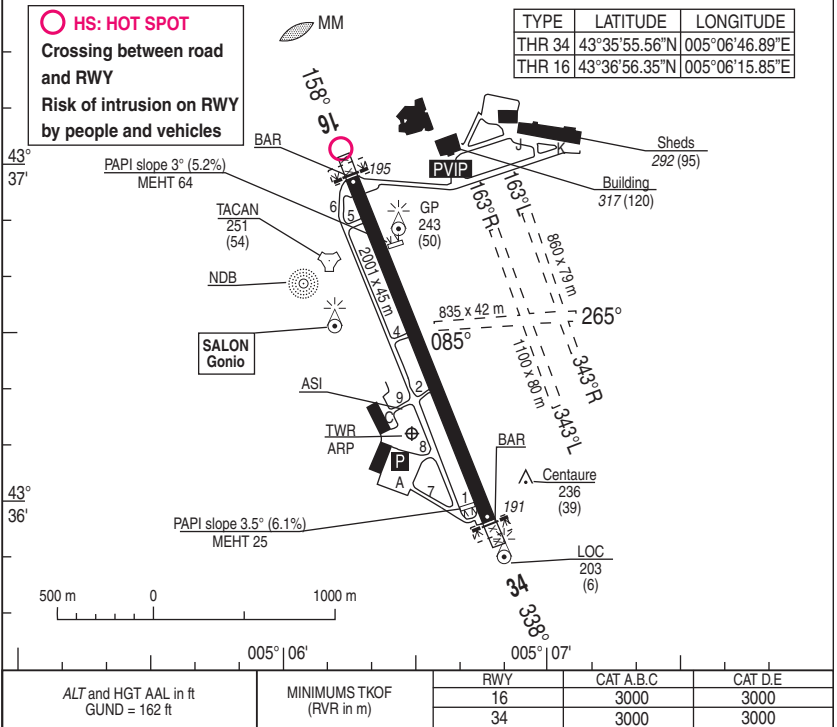 HS: HOT SPOT
Crossing between road
and RWY
Risk of intrusion on RWY
by people and vehicles
MM
TYPE LATITUDE LONGITUDE
THR 34 43°35'55.56"N 005°06'46.89"E
THR 16 43°36'56.35"N 005°06'15.85"E
158°
16
BAR
195
PAPI slope 3° (5.2%)
MEHT 64
43°
37'
PVIP
J
K
Sheds
292 (95)
Building
317 (120)
163°R
163°L
TACAN
251
(54)
6
5
GP
243
(50)
2001 x 45 m
860 x 79 m
NDB
835 x 42 m
265°
085°
SALON
Gonio
4
1100 x 80 m
343°R
343°L
ASI
9
2
C
TWR
ARP
8
P
A
7
BAR
Centaure
236
(39)
43°
36'
1
191
PAPI slope 3.5° (6.1%)
MEHT 25
LOC
203
(6)
34
338°
500 m 0 1000 m
005° 06' 005° 07'
ALT and HGT AAL in ft
GUND = 162 ft
MINIMUMS TKOF
(RVR in m)
RWY CAT A.B.C CAT D.E
16 3000 3000
34 3000 3000